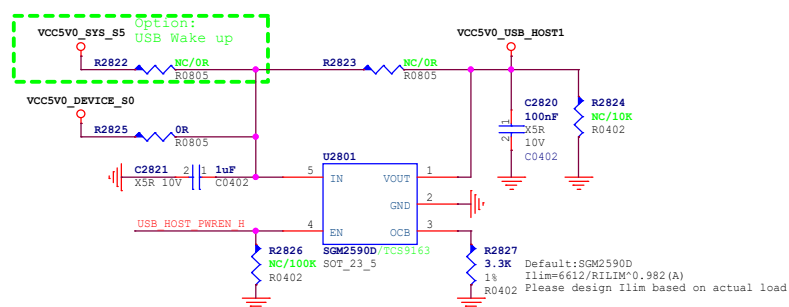 Option:
VCC5V0_SYS_S5
USB Wake up
VCC5V0_USB_HOST1
R2822
NC/0R
R0805
R2823
NC/0R
R0805
VCC5V0_DEVICE_S0
R2825
0R
R0805
C2820
100nF
X5R
10V
C0402
1
2
R2824
NC/10K
R0402
C2821
2
1
1uF
X5R 10V
C0402
U2801
5
IN
VOUT
1
GND
2
USB_HOST_PWREN_H
4
EN
OCB
3
SGM2590D/TCS9163
SOT_23_5
R2826
NC/100K
R0402
R2827
3.3K
1%
R0402
Default:SGM2590D
Ilim=6612/RILIM^0.982(A)
Please design Ilim based on actual load